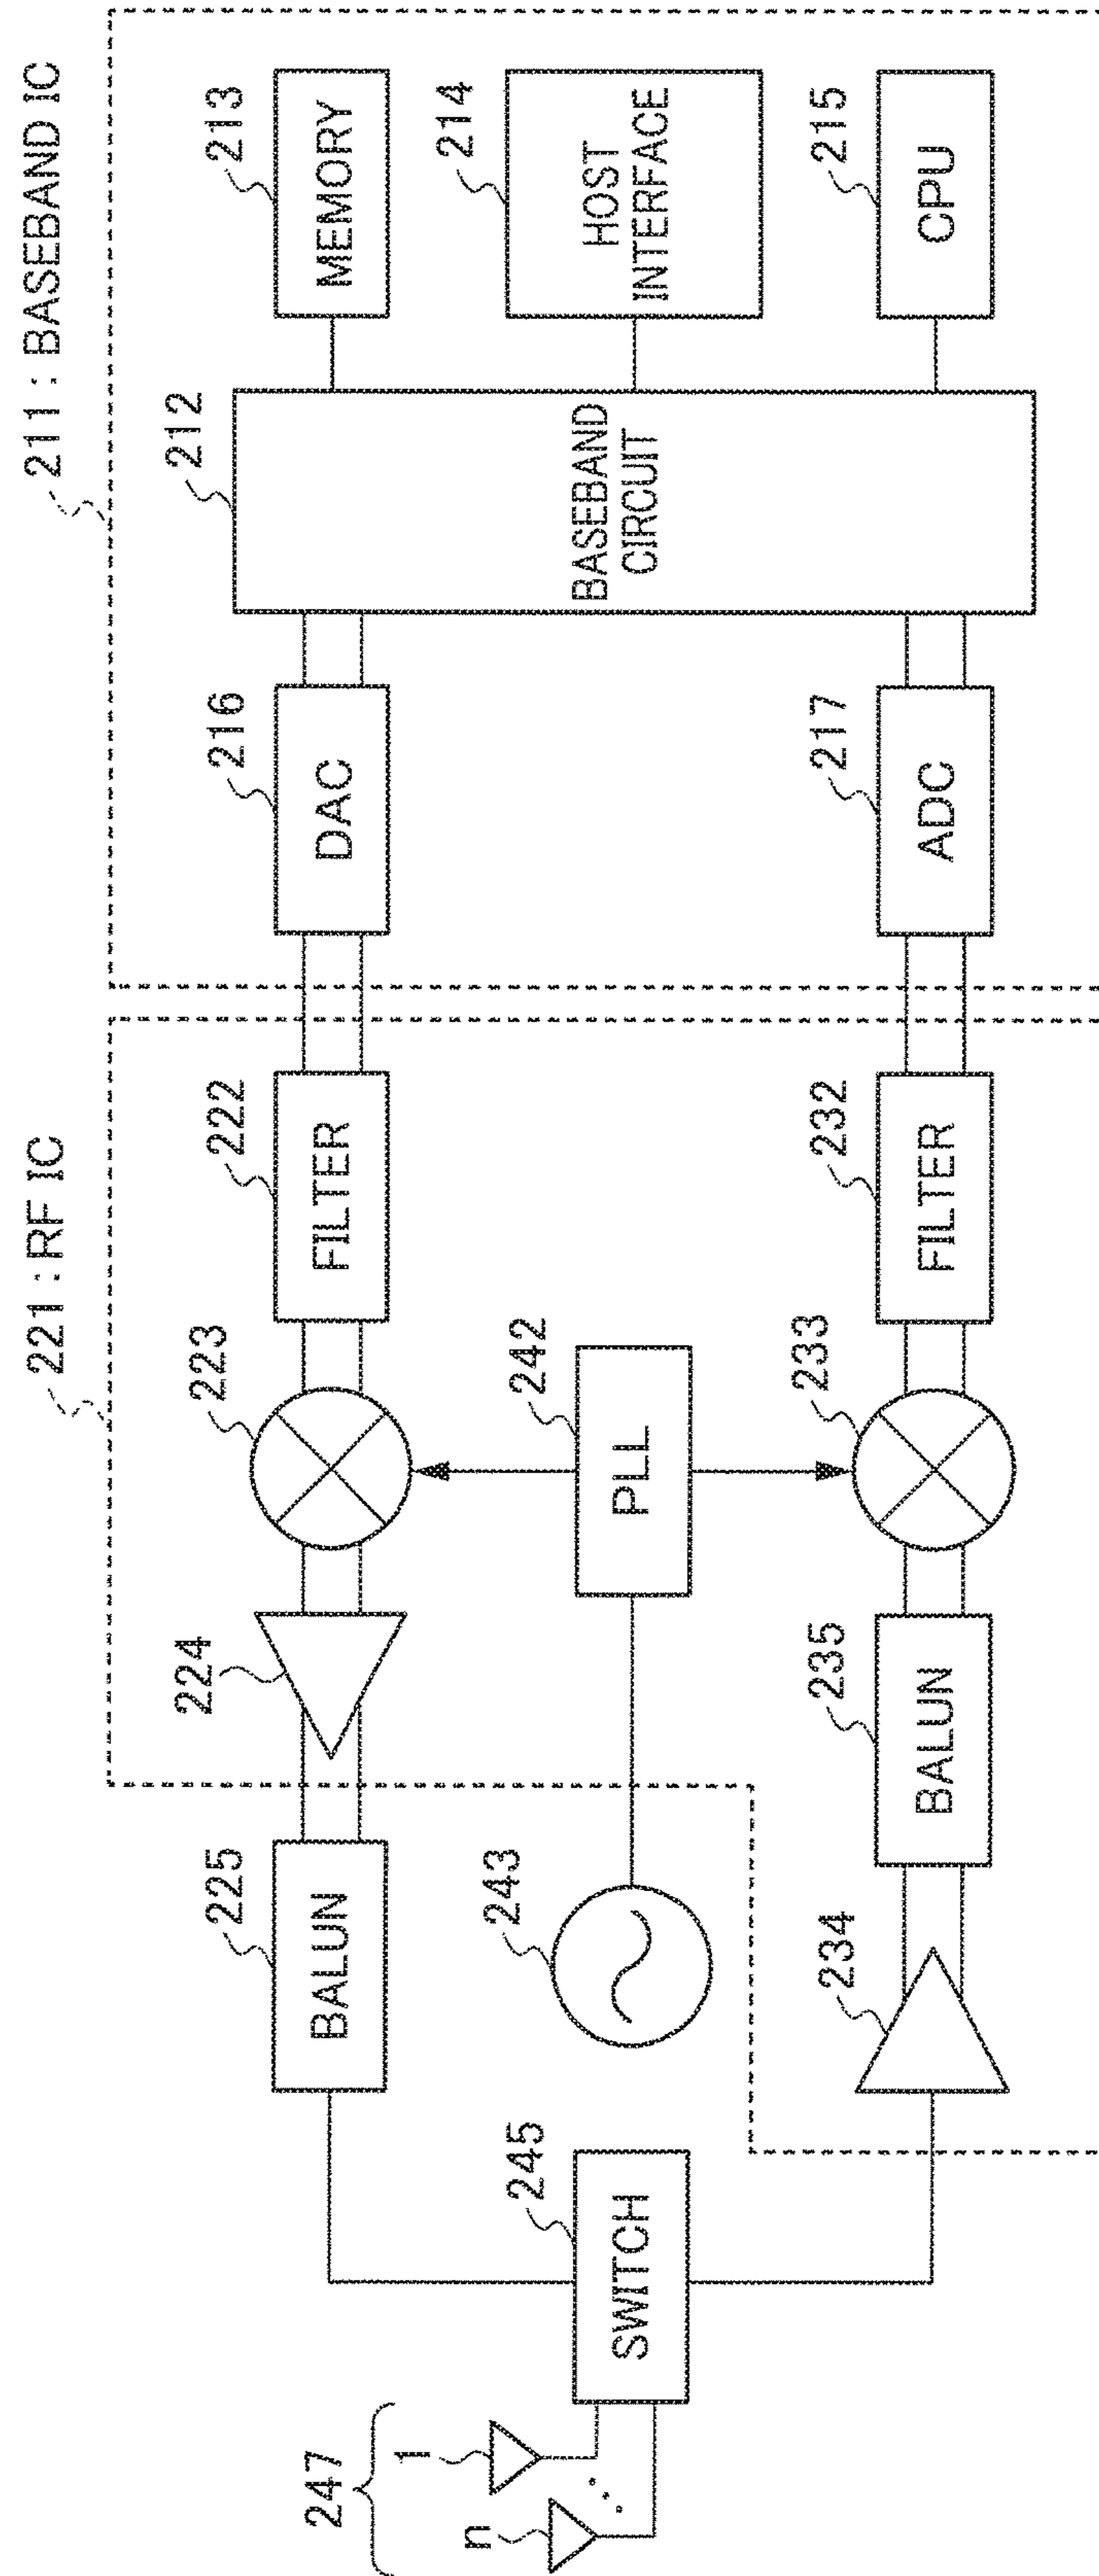 221 : RF IC
211 : BASEBAND IC
247
1
n
SWITCH
245
BALUN
225
224
223
FILTER
222
DAC
216
BASEBAND
CIRCUIT
212
MEMORY
213
HOST
INTERFACE
214
CPU
215
243
PLL
242
234
BALUN
235
233
FILTER
232
ADC
217